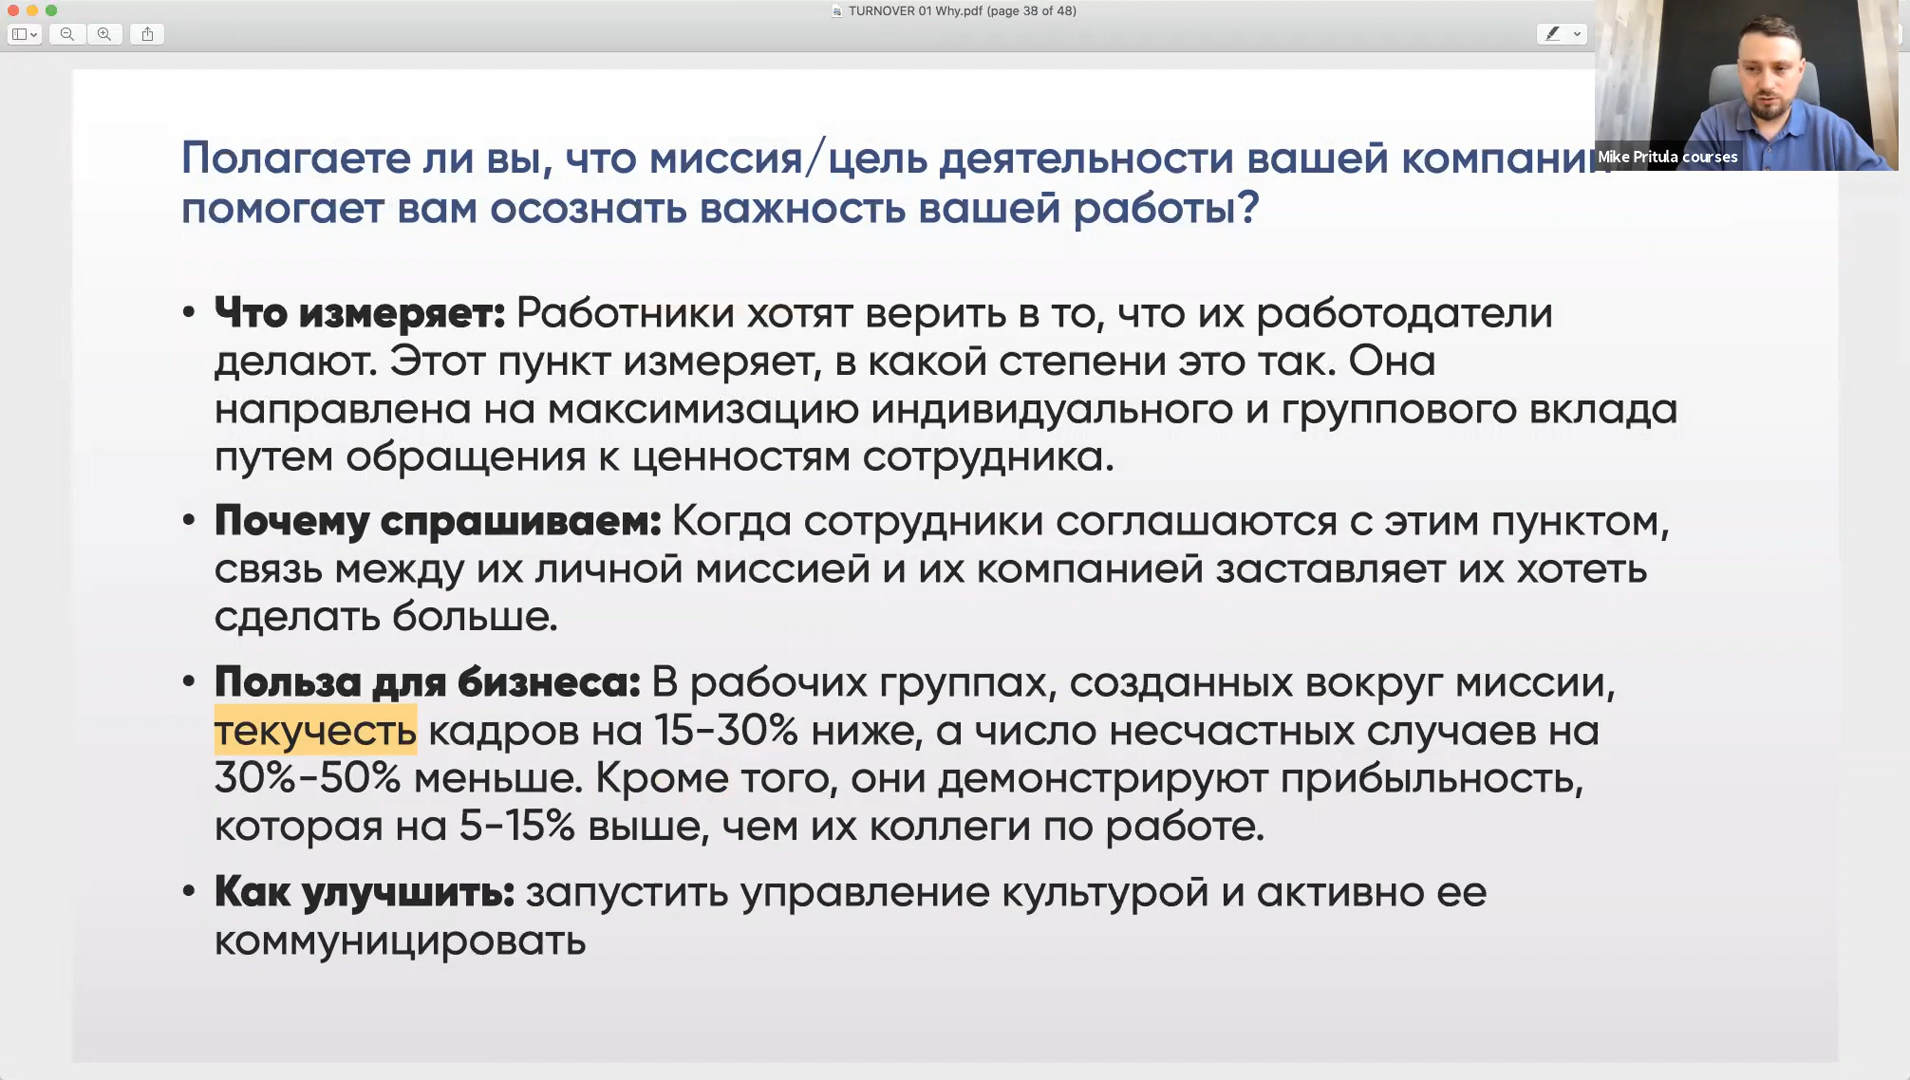 TURNOVER 01 Why.pdf (page 38 of 48)
Mike Pritula courses
Полагаете ли вы, что миссия/цель деятельности вашей компании
помогает вам осознать важность вашей работы?
• Что измеряет: Работники хотят верить в то, что их работодатели
делают. Этот пункт измеряет, в какой степени это так. Она
направлена на максимизацию индивидуального и группового вклада
путем обращения к ценностям сотрудника.
• Почему спрашиваем: Когда сотрудники соглашаются с этим пунктом,
связь между их личной миссией и их компанией заставляет их хотеть
сделать больше.
• Польза для бизнеса: В рабочих группах, созданных вокруг миссии,
текучесть кадров на 15-30% ниже, а число несчастных случаев на
30%-50% меньше. Кроме того, они демонстрируют прибыльность,
которая на 5-15% выше, чем их коллеги по работе.
• Как улучшить: запустить управление культурой и активно ее
коммуницировать